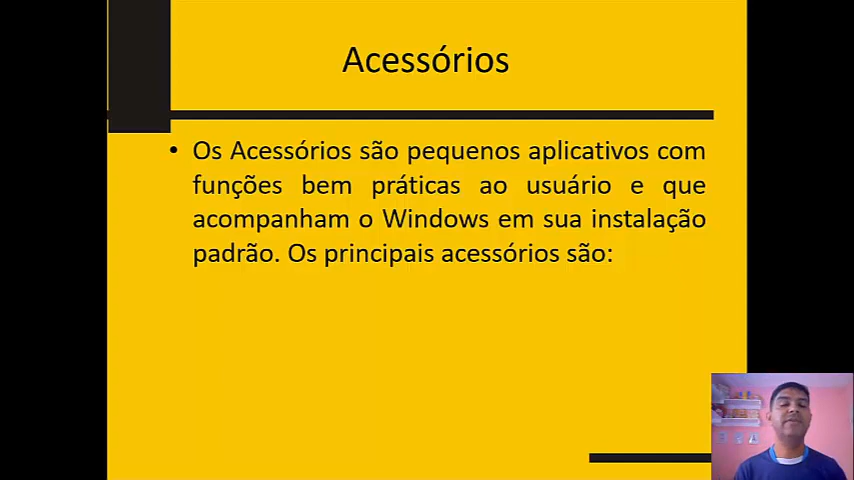 Acessórios
• Os Acessórios são pequenos aplicativos com
funções bem práticas ao usuário e que
acompanham o Windows em sua instalação
padrão. Os principais acessórios são: